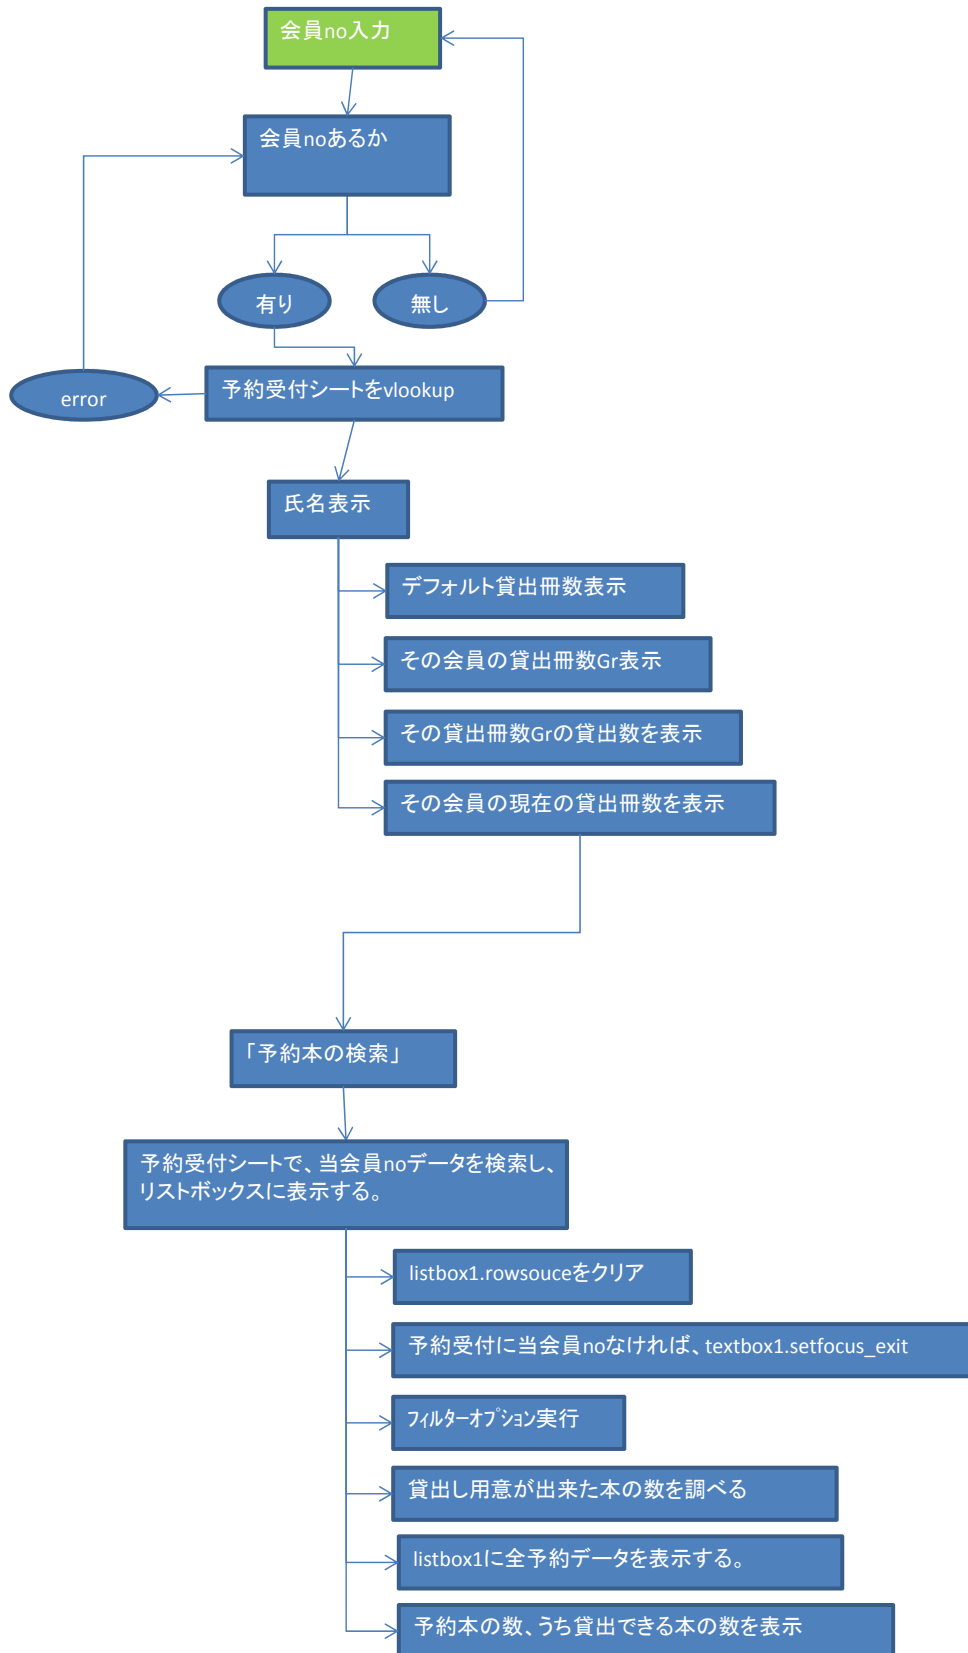 会員no入力
会員noあるか
有り
無し
予約受付シートをvlookup
error
氏名表示
デフォルト貸出冊数表示
その会員の貸出冊数Gr表示
その貸出冊数Grの貸出数を表示
その会員の現在の貸出冊数を表示
「予約本の検索」
予約受付シートで、当会員noデータを検索し、
リストボックスに表示する。
listbox1.rowsouceをクリア
予約受付に当会員noなければ、textbox1.setfocus_exit
フィルターオプション実行
貸出し用意が出来た本の数を調べる
listbox1に全予約データを表示する。
予約本の数、うち貸出できる本の数を表示